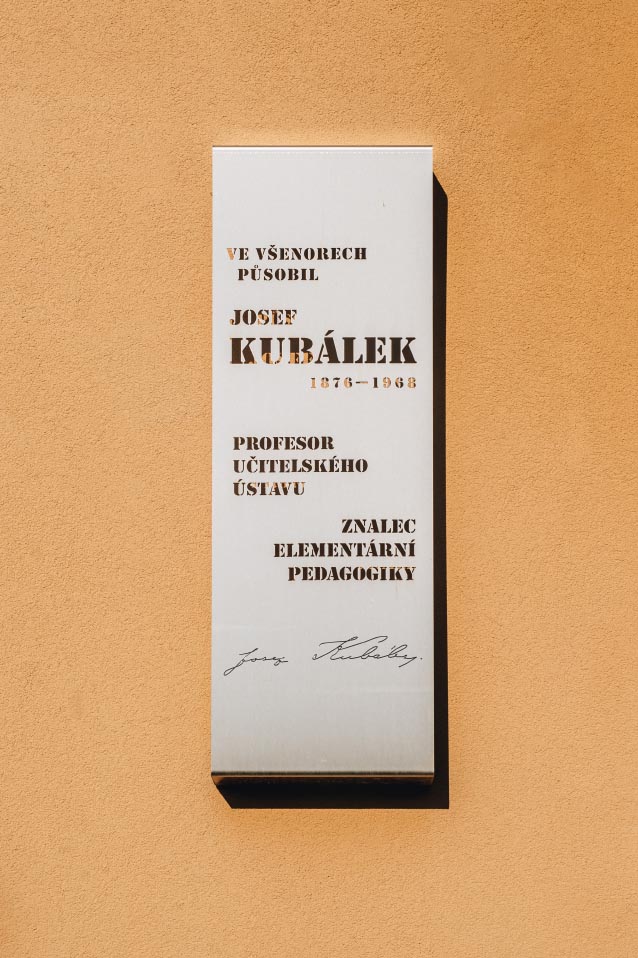 VE VŠENORECH
PŮSOBIL
JOSEF
KUBÁLEK
1876—1968
PROFESOR
UČITELSKÉHO
ÚSTAVU
ZNALEC
ELEMENTÁRNÍ
PEDAGOGIKY
Josef Kubálek.